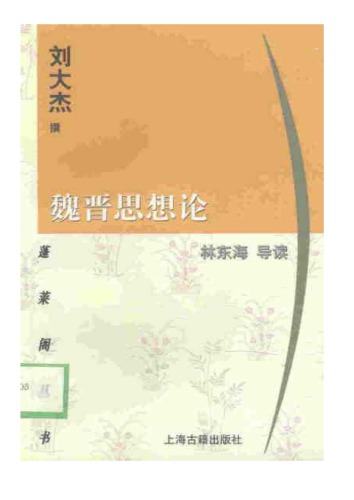 刘大杰
撰
魏晋思想论
林东海 导读
蓬莱阁丛书
上海古籍出版社